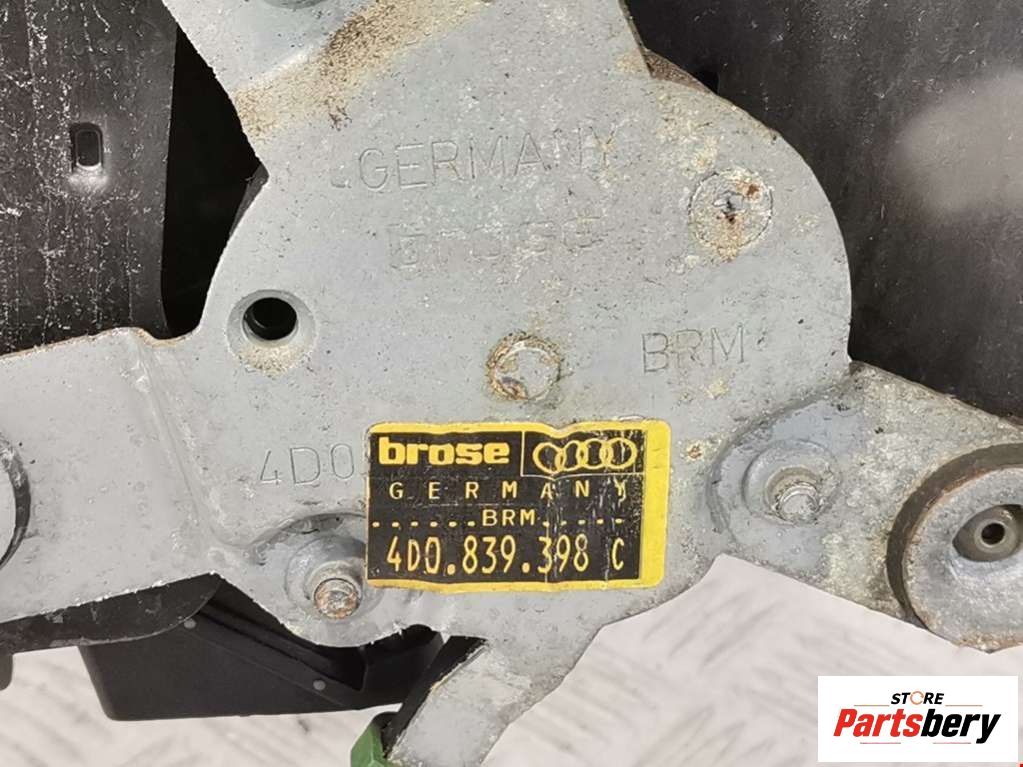 GERMANY
BRM
4D0
brose
GERMANY
......BRM.....
4D0.839.398 C
STORE
Partsbery